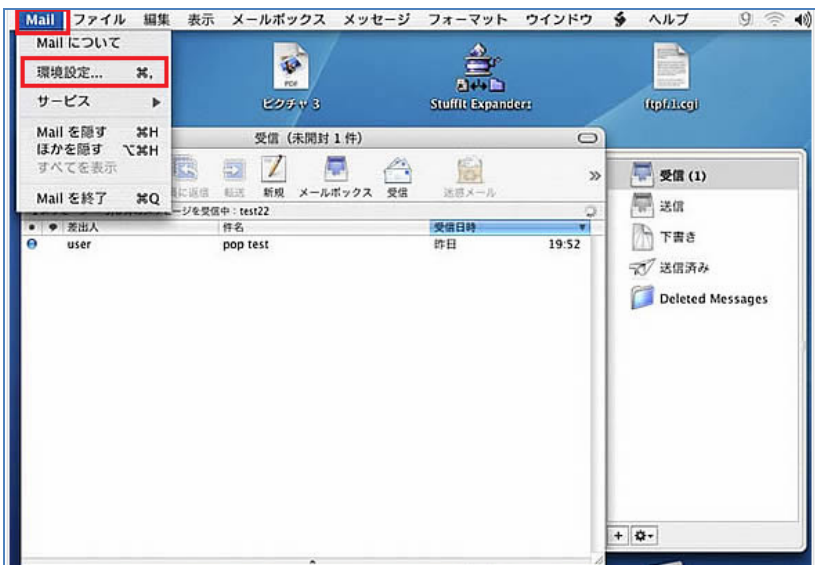 Mail ファイル 編集 表示 メールボックス メッセージ フォーマット ウインドウ ヘルプ
Mail について
環境設定... ⌘,
サービス ▶
Mail を隠す ⌘H
ほかを隠す ⌥⌘H
すべてを表示
Mail を終了 ⌘Q
PDF
ピクチャ 3
StuffIt Expander
ftpf.1.cgi
受信（未開封 1 件）
に返信 転送 新規 メールボックス 受信 迷惑メール
ージを受信中：test22
差出人 件名 受信日時
user pop test 昨日 19:52
受信 (1)
送信
下書き
送信済み
Deleted Messages